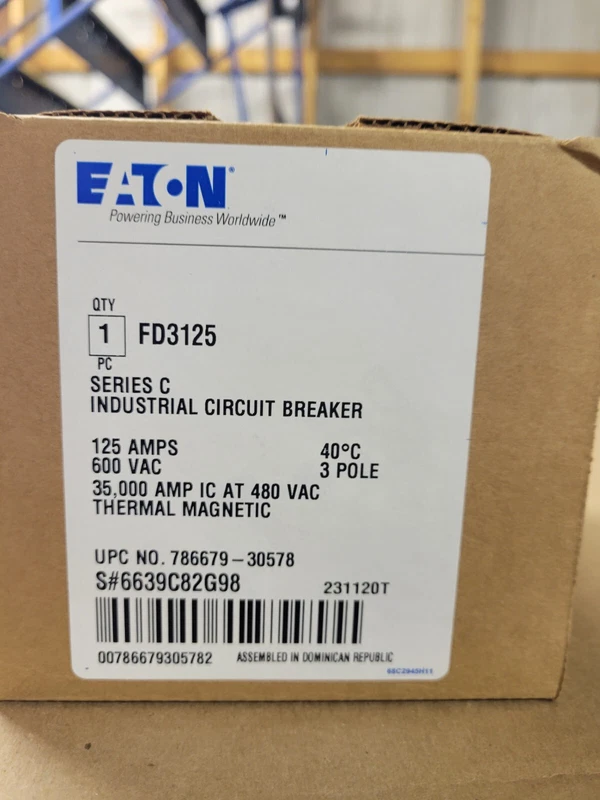 EATON
Powering Business Worldwide™
QTY
1 FD3125
PC
SERIES C
INDUSTRIAL CIRCUIT BREAKER
125 AMPS 40°C
600 VAC 3 POLE
35,000 AMP IC AT 480 VAC
THERMAL MAGNETIC
UPC NO. 786679-30578
S#6639C82G98 231120T
00786679305782 ASSEMBLED IN DOMINICAN REPUBLIC